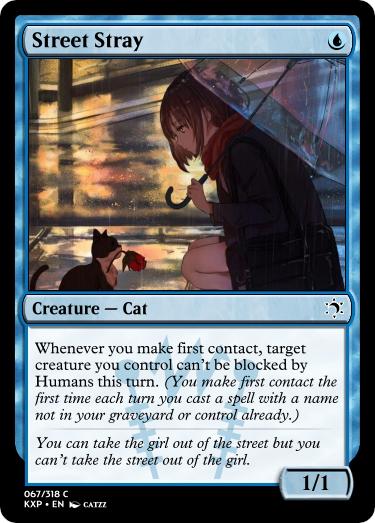 Street Stray
Creature — Cat
Whenever you make first contact, target
creature you control can't be blocked by
Humans this turn. (You make first contact the
first time each turn you cast a spell with a name
not in your graveyard or control already.)
You can take the girl out of the street but you
can't take the street out of the girl.
1/1
067/318 C
KXP • EN CATZZ